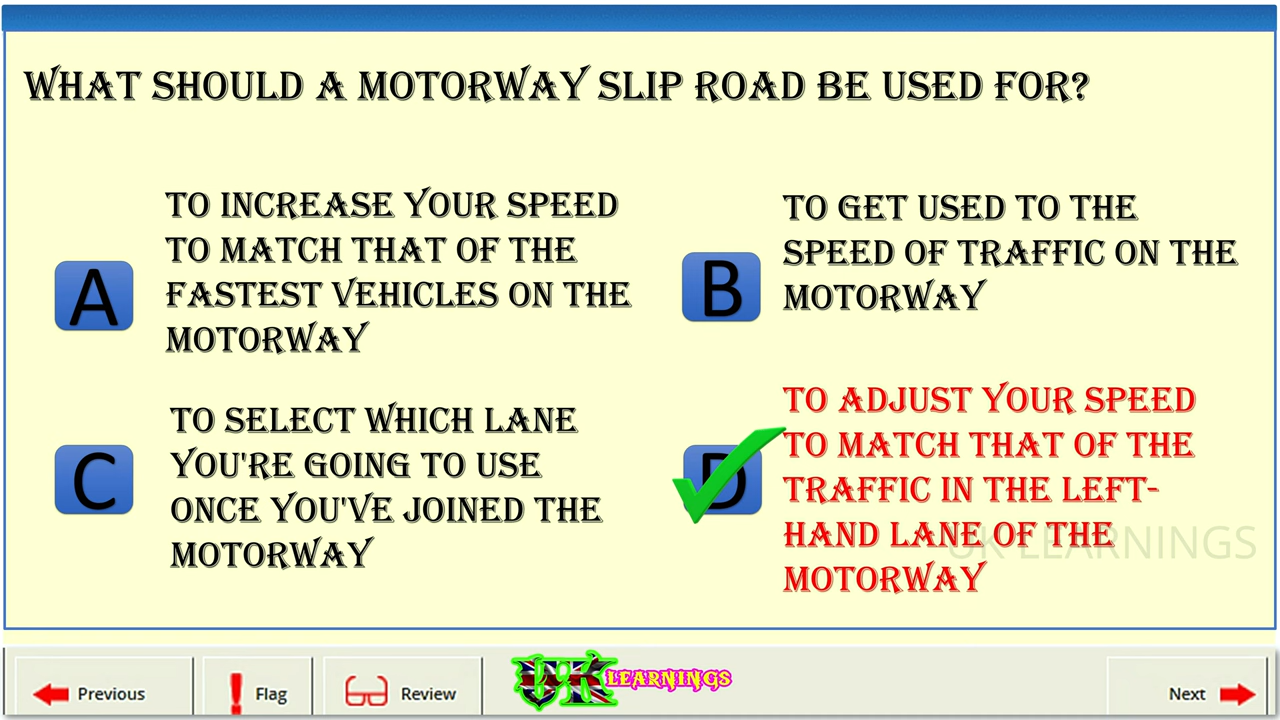 WHAT SHOULD A MOTORWAY SLIP ROAD BE USED FOR?
A
TO INCREASE YOUR SPEED
TO MATCH THAT OF THE
FASTEST VEHICLES ON THE
MOTORWAY
B
TO GET USED TO THE
SPEED OF TRAFFIC ON THE
MOTORWAY
C
TO SELECT WHICH LANE
YOU'RE GOING TO USE
ONCE YOU'VE JOINED THE
MOTORWAY
D
TO ADJUST YOUR SPEED
TO MATCH THAT OF THE
TRAFFIC IN THE LEFT-
HAND LANE OF THE
MOTORWAY
UK LEARNINGS
Previous
Flag
Review
UK LEARNINGS
Next